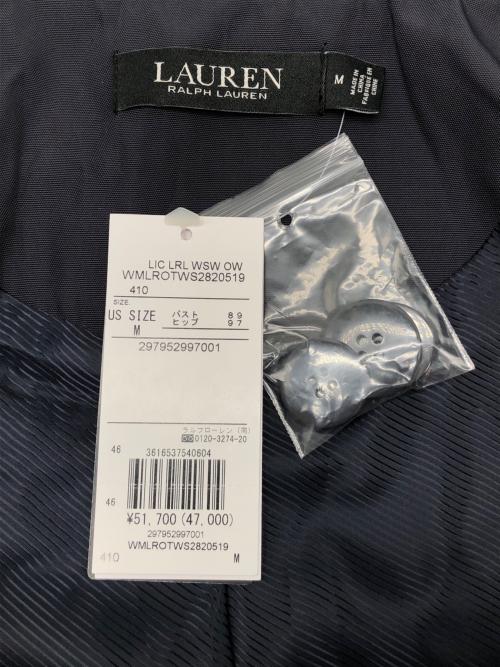 LAUREN
RALPH LAUREN
M
MADE IN
CHINA
FABRIQUE EN
CHINE
LIC LRL WSW OW
WMLROTWS2820519
410
SIZE.
US SIZE
M
バスト 89
ヒップ 97
297952997001
ラルフローレン (株)
0120-3274-20
46
3616537540604
46
¥51,700 (47,000)
297952997001
WMLROTWS2820519
410
M